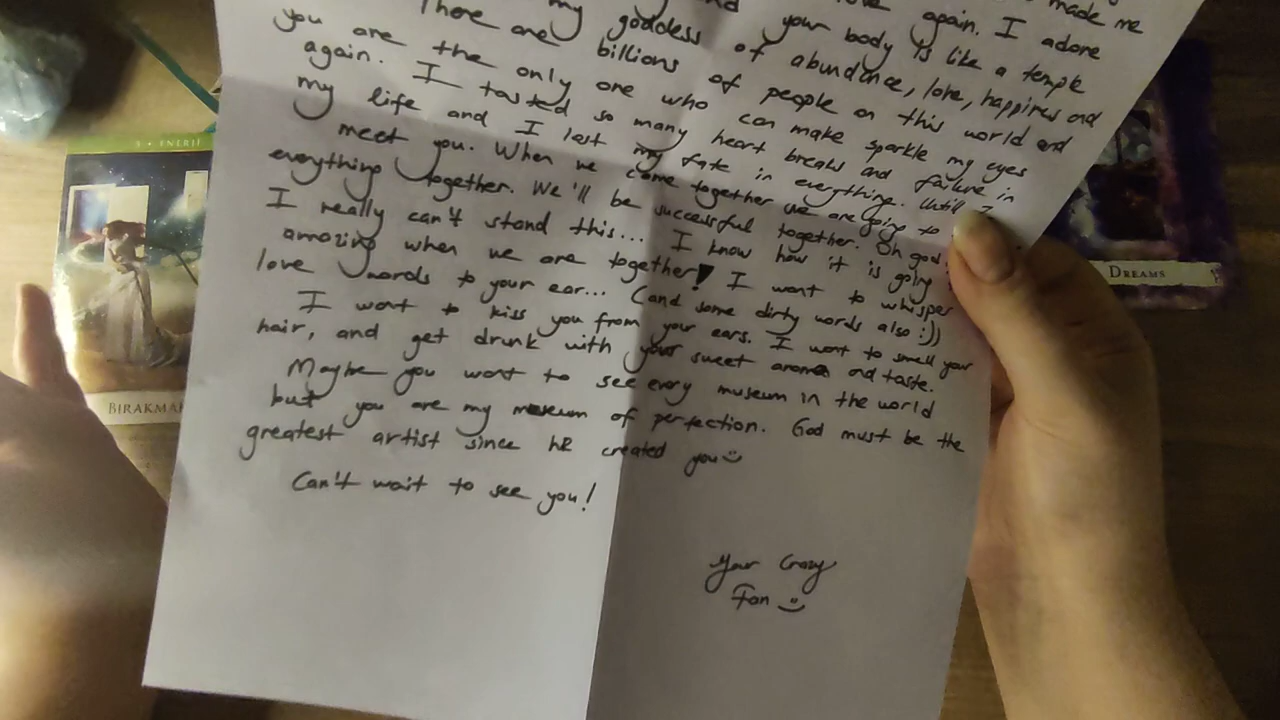 made me
love again. I adore
and your body is like a temple
my goddess of abundance, love, happines and
There are billions of people on this world and
you are the only one who can make sparkle my eyes
again. I tasted so many heart breaks and failure in
my life and I lost my fate in everything. Until I
meet you. When we come together we are going to
everything together. We'll be successful together. Oh god.
I really can't stand this... I know how it is going
amazing when we are together! I want to whisper
love words to your ear... (and some dirty words also :))
I want to kiss you from your ears. I want to smell your
hair, and get drunk with your sweet aroma and taste.
Maybe you want to see every museum in the world
but you are my museum of perfection. God must be the
greatest artist since he created you
Can't wait to see you!
Your Crazy
Fan
ENERJİ
BIRAKMA
DREAMS